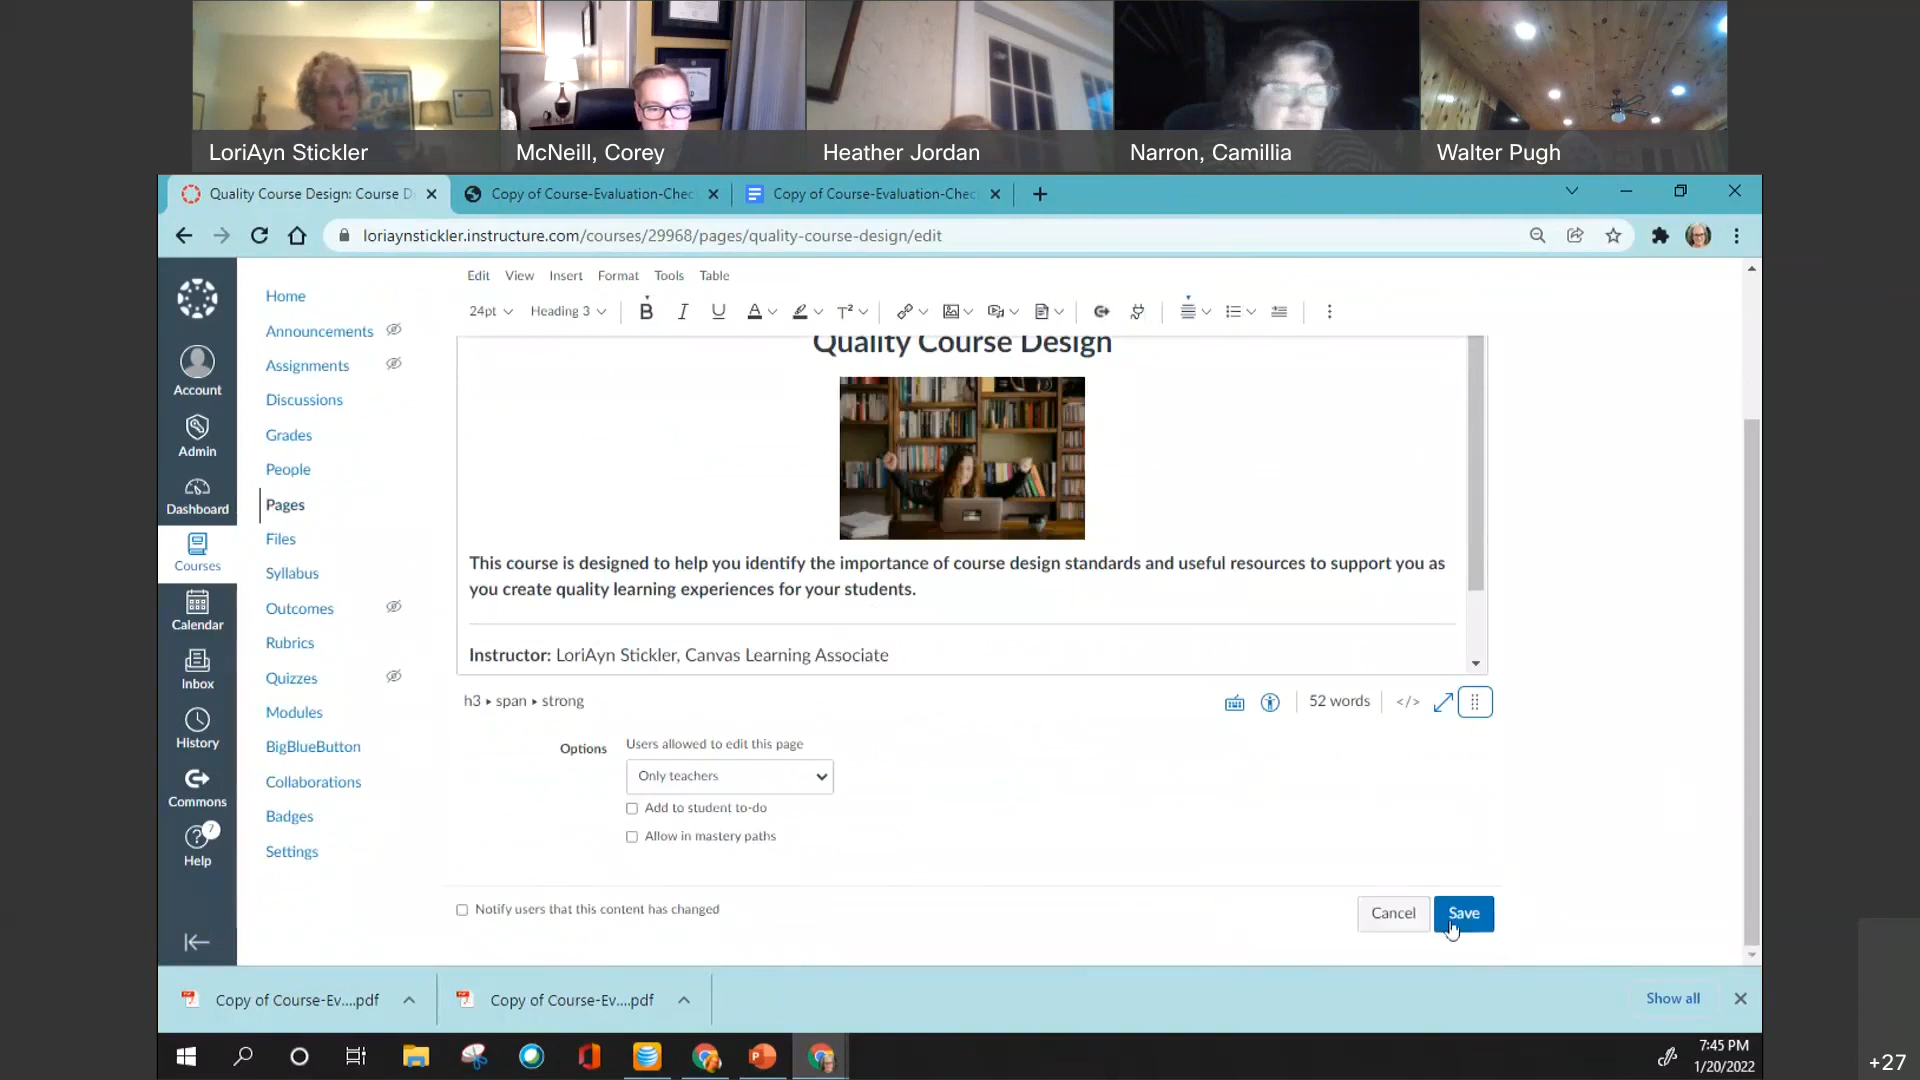 LoriAyn Stickler
McNeill, Corey
Heather Jordan
Narron, Camillia
Walter Pugh
Quality Course Design: Course D
Copy of Course-Evaluation-Chec
Copy of Course-Evaluation-Chec
loriaynstickler.instructure.com/courses/29968/pages/quality-course-design/edit
Account
Admin
Dashboard
Courses
Calendar
Inbox
History
Commons
7
Help
Home
Announcements
Assignments
Discussions
Grades
People
Pages
Files
Syllabus
Outcomes
Rubrics
Quizzes
Modules
BigBlueButton
Collaborations
Badges
Settings
Edit View Insert Format Tools Table
24pt Heading 3 B I U A T²
Quality Course Design
This course is designed to help you identify the importance of course design standards and useful resources to support you as
you create quality learning experiences for your students.
Instructor: LoriAyn Stickler, Canvas Learning Associate
h3 ▸ span ▸ strong
52 words </>
Options
Users allowed to edit this page
Only teachers
Add to student to-do
Allow in mastery paths
Notify users that this content has changed
Cancel
Save
Copy of Course-Ev....pdf
Copy of Course-Ev....pdf
Show all
7:45 PM
1/20/2022
+27